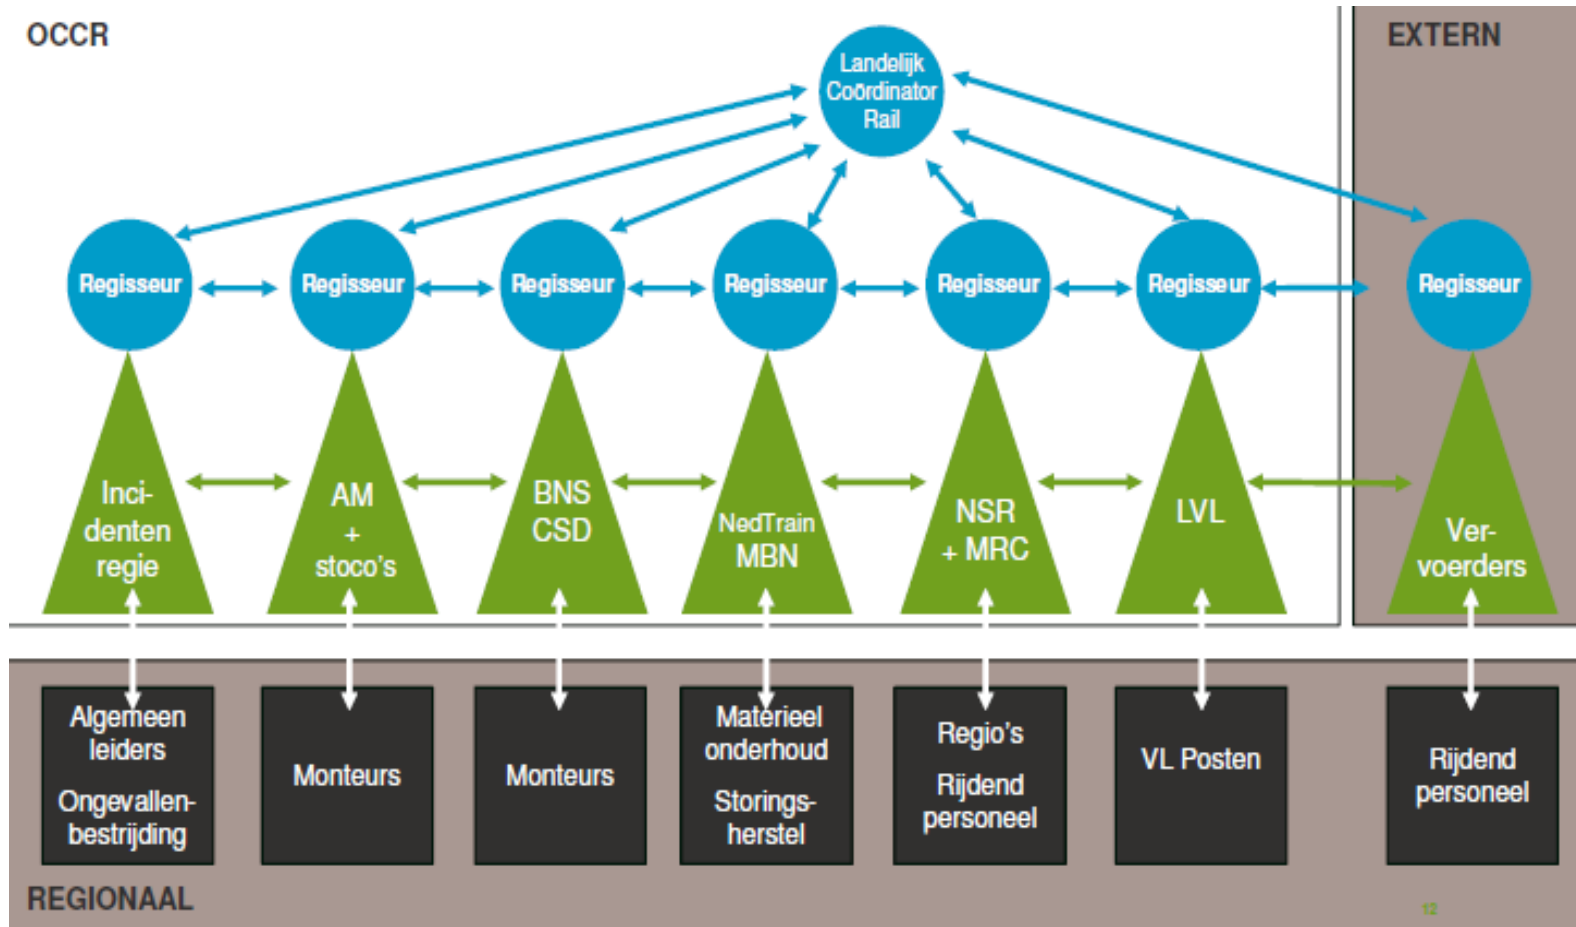 OCCR
EXTERN
Landelijk
Coördinator
Rail
Regisseur
Regisseur
Regisseur
Regisseur
Regisseur
Regisseur
Regisseur
Inci-
denten
regie
AM
+
stoco's
BNS
CSD
NedTrain
MBN
NSR
+ MRC
LVL
Ver-
voerders
Algemeen
leiders
Ongevallen-
bestrijding
Monteurs
Monteurs
Materieel
onderhoud
Storings-
herstel
Regio's
Rijdend
personeel
VL Posten
Rijdend
personeel
REGIONAAL
12